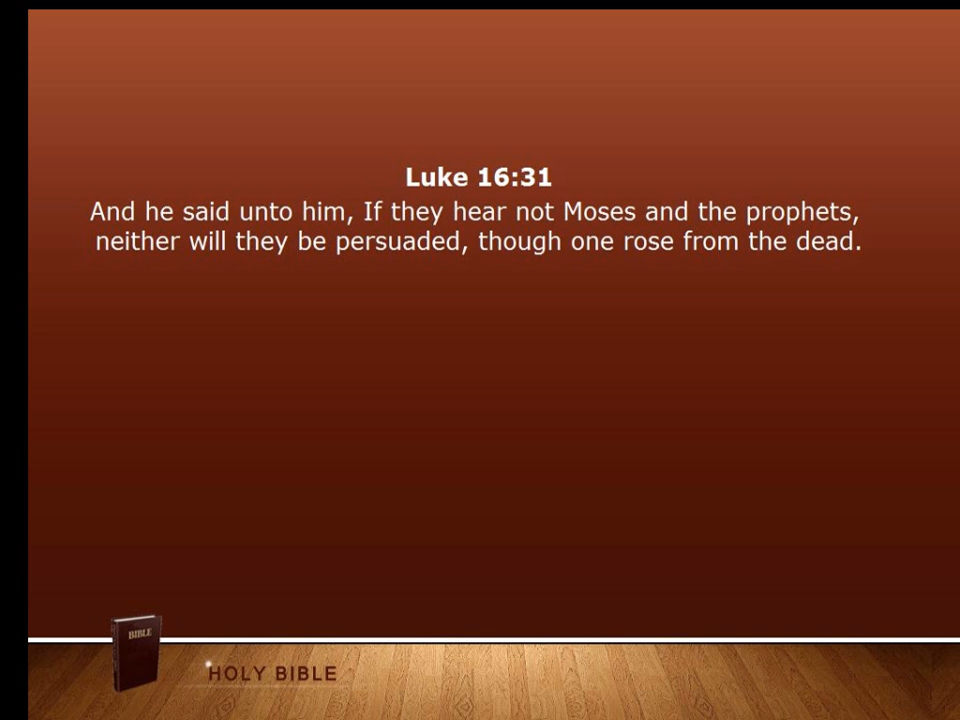 Luke 16:31
And he said unto him, If they hear not Moses and the prophets,
neither will they be persuaded, though one rose from the dead.
BIBLE
HOLY BIBLE